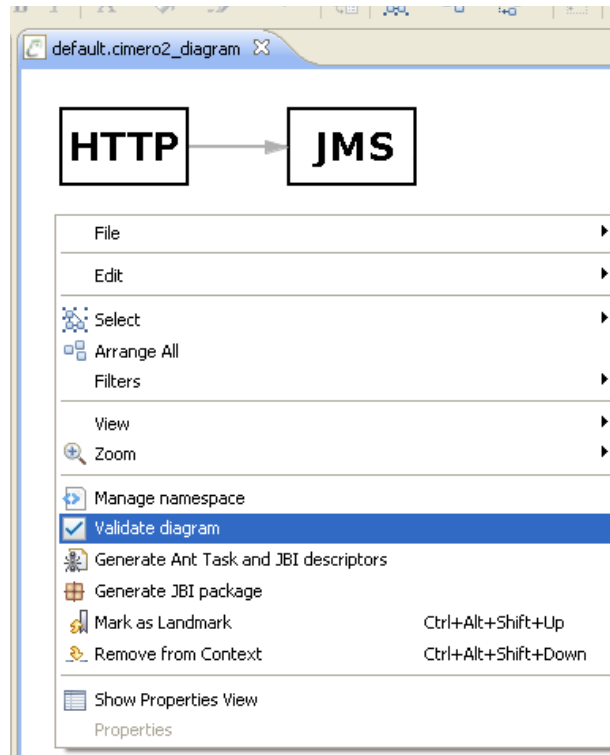 default.cimero2_diagram
HTTP JMS
File
Edit
Select
Arrange All
Filters
View
Zoom
Manage namespace
Validate diagram
Generate Ant Task and JBI descriptors
Generate JBI package
Mark as Landmark Ctrl+Alt+Shift+Up
Remove from Context Ctrl+Alt+Shift+Down
Show Properties View
Properties